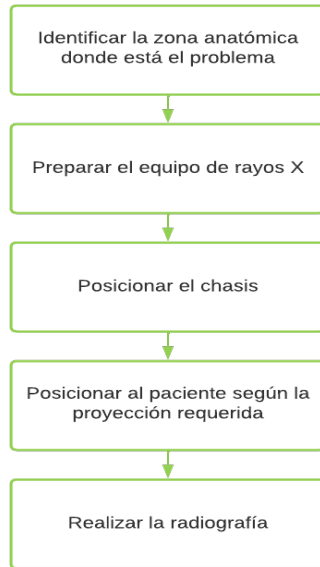 Identificar la zona anatómica
donde está el problema
Preparar el equipo de rayos X
Posicionar el chasis
Posicionar al paciente según la
proyección requerida
Realizar la radiografía